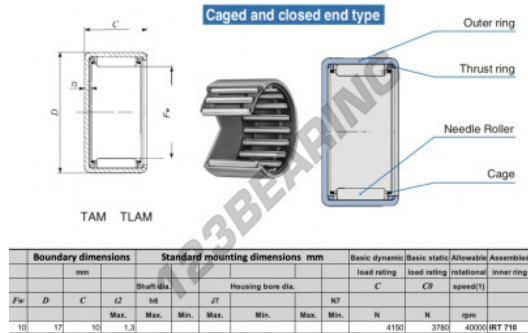 Caged and closed end type
C
Outer ring
t2
Thrust ring
D
Fw
Needle Roller
Cage
TAM TLAM
123BEARING
Boundary dimensions Standard mounting dimensions mm Basic dynamic Basic static Allowable Assembled
mm load rating load rating rotational inner ring
Shaft dia. Housing bore dia. C C0 speed(1)
Fw D C t2 h6 J7 N7
Max. Max. Min. Max. Min. Max. Min. N N rpm
10 17 10 1,3 4150 3780 40000 IRT 710